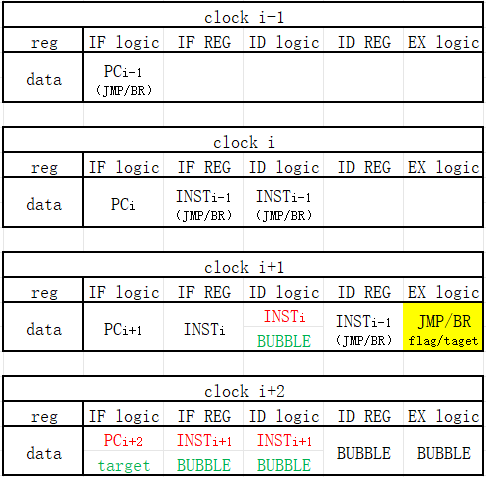 clock i-1
reg IF logic IF REG ID logic ID REG EX logic
data PCi-1
(JMP/BR)
clock i
reg IF logic IF REG ID logic ID REG EX logic
data PCi INSTi-1 INSTi-1
(JMP/BR) (JMP/BR)
clock i+1
reg IF logic IF REG ID logic ID REG EX logic
data PCi+1 INSTi INSTi INSTi-1 JMP/BR
BUBBLE (JMP/BR) flag/taget
clock i+2
reg IF logic IF REG ID logic ID REG EX logic
data PCi+2 INSTi+1 INSTi+1 BUBBLE BUBBLE
target BUBBLE BUBBLE